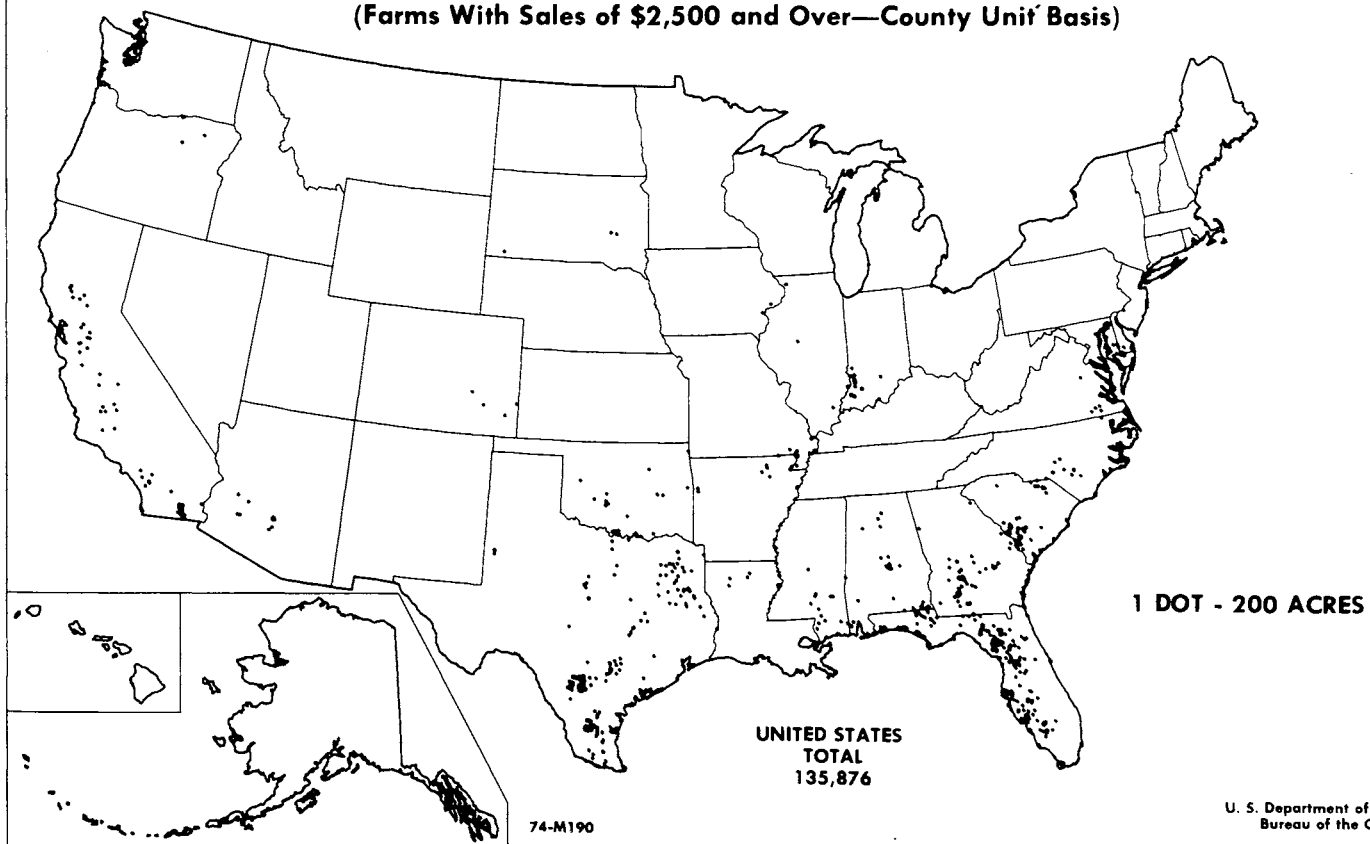 (Farms With Sales of $2,500 and Over—County Unit Basis)
1 DOT - 200 ACRES
UNITED STATES
TOTAL
135,876
74-M190
U. S. Department of
Bureau of the